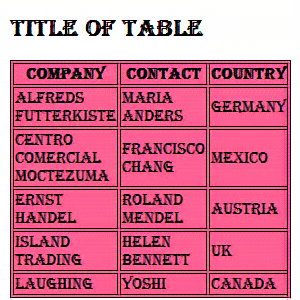 TITLE OF TABLE
COMPANY CONTACT COUNTRY
ALFREDS FUTTERKISTE MARIA ANDERS GERMANY
CENTRO COMERCIAL MOCTEZUMA FRANCISCO CHANG MEXICO
ERNST HANDEL ROLAND MENDEL AUSTRIA
ISLAND TRADING HELEN BENNETT UK
LAUGHING YOSHI CANADA